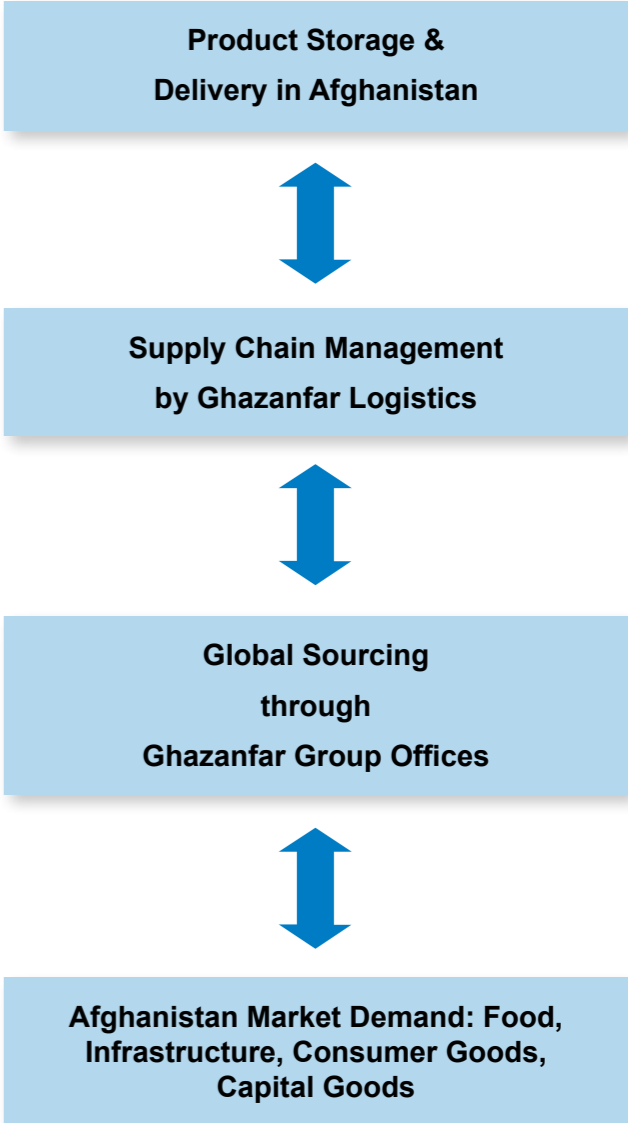 Product Storage &
Delivery in Afghanistan
Supply Chain Management
by Ghazanfar Logistics
Global Sourcing
through
Ghazanfar Group Offices
Afghanistan Market Demand: Food,
Infrastructure, Consumer Goods,
Capital Goods